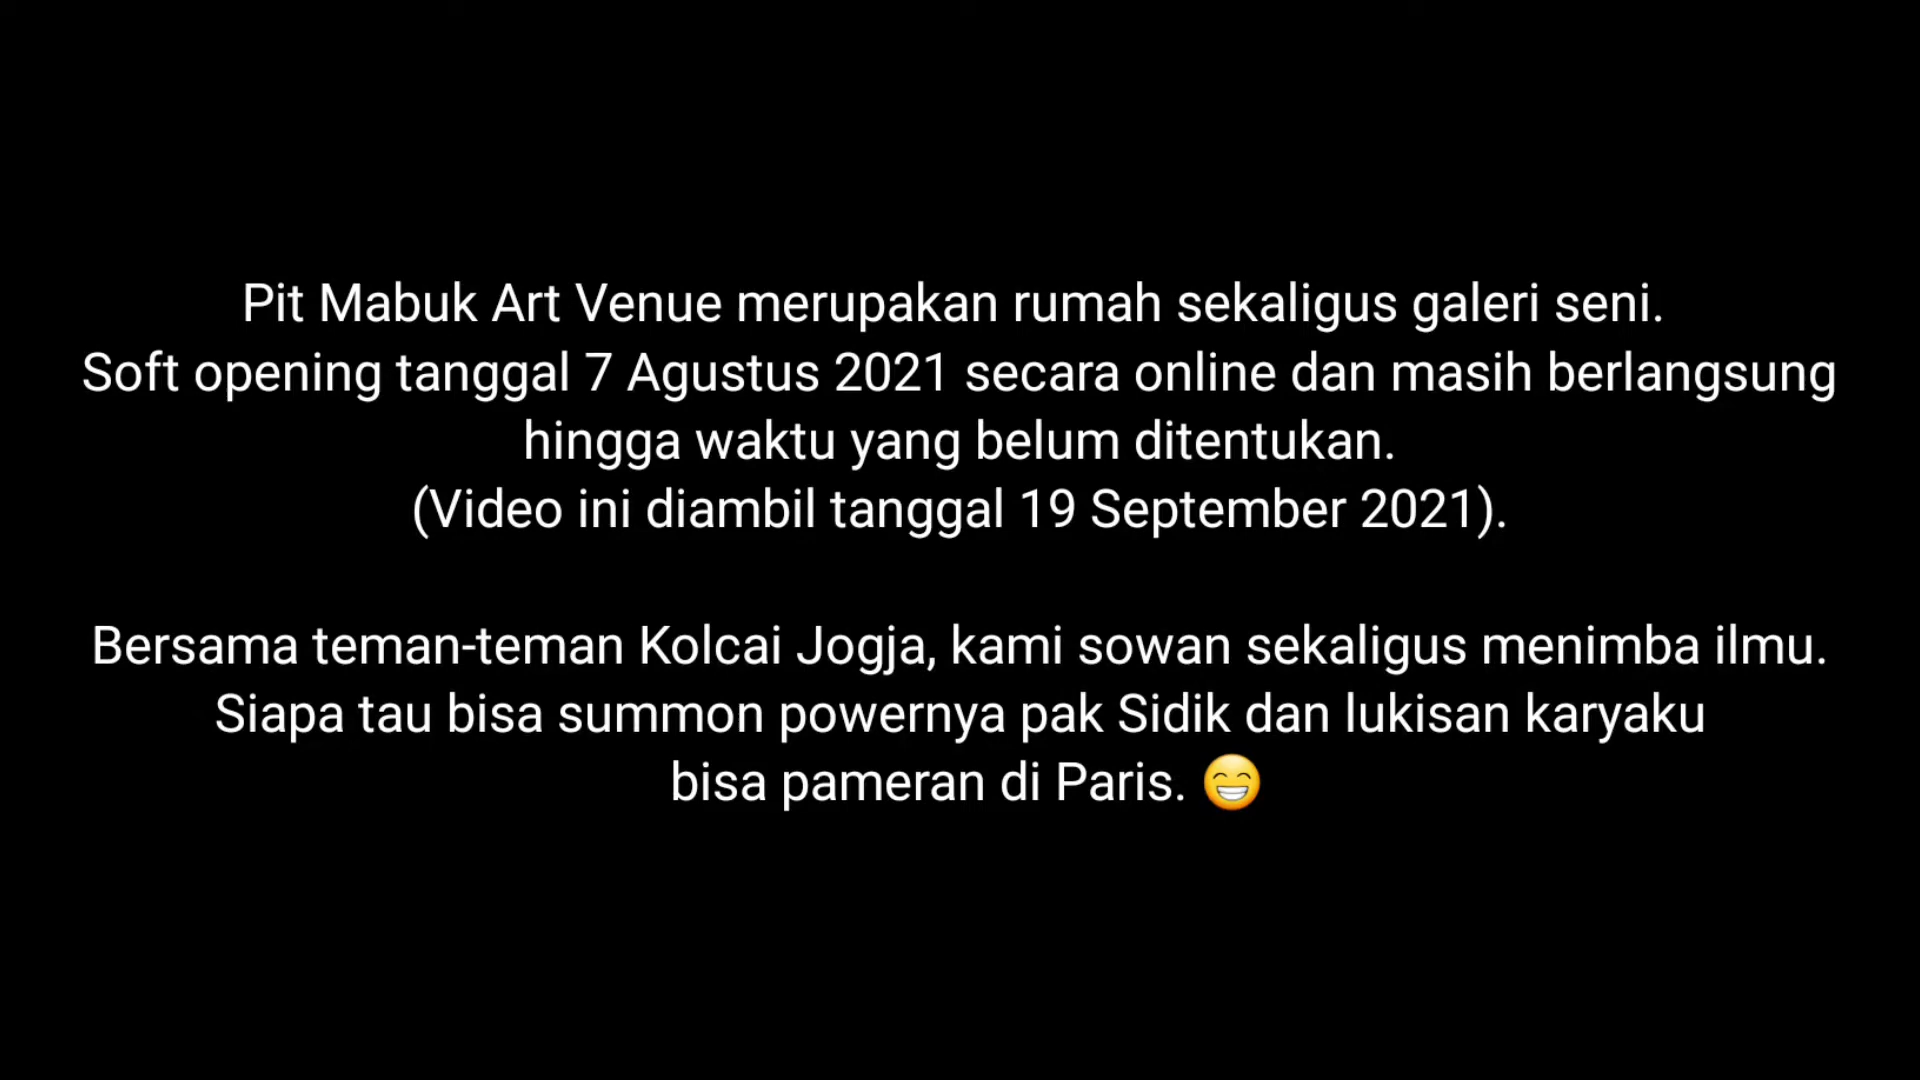 Pit Mabuk Art Venue merupakan rumah sekaligus galeri seni.
Soft opening tanggal 7 Agustus 2021 secara online dan masih berlangsung
hingga waktu yang belum ditentukan.
(Video ini diambil tanggal 19 September 2021).
Bersama teman-teman Kolcai Jogja, kami sowan sekaligus menimba ilmu.
Siapa tau bisa summon powernya pak Sidik dan lukisan karyaku
bisa pameran di Paris. 😁